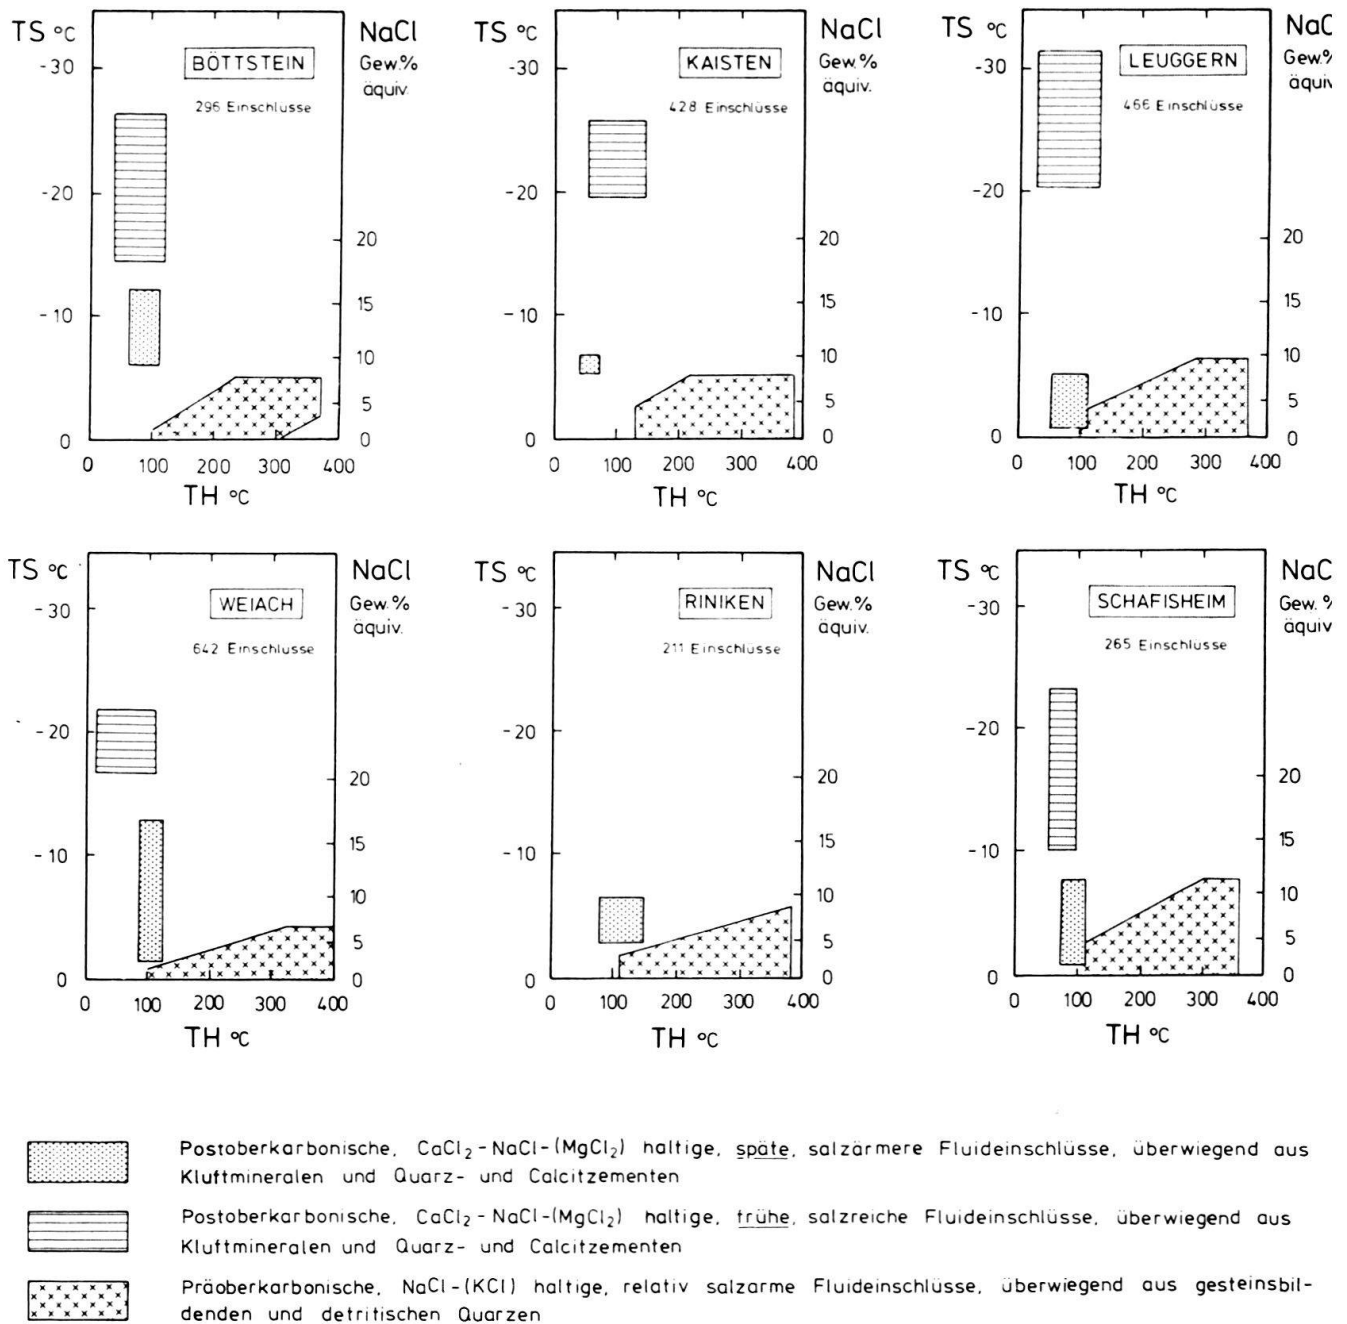 TS °C
-30
-20
-10
0
BÖTTSTEIN
296 Einschlüsse
NaCl
Gew.%
äquiv.
20
15
10
5
0
0 100 200 300 400
TH °C
TS °C
-30
-20
-10
0
KAISTEN
428 Einschlüsse
NaCl
Gew.%
äquiv.
20
15
10
5
0
0 100 200 300 400
TH °C
TS °C
-30
-20
-10
0
LEUGGERN
466 Einschlüsse
NaC
Gew.%
äquiv
20
15
10
5
0
0 100 200 300 400
TH °C
TS °C
-30
-20
-10
0
WEIACH
642 Einschlüsse
NaCl
Gew.%
äquiv.
20
15
10
5
0
0 100 200 300 400
TH °C
TS °C
-30
-20
-10
0
RINIKEN
211 Einschlüsse
NaCl
Gew.%
äquiv.
20
15
10
5
0
0 100 200 300 400
TH °C
TS °C
-30
-20
-10
0
SCHAFISHEIM
265 Einschlüsse
NaC
Gew.%
äquiv
20
15
10
5
0
0 100 200 300 400
TH °C
Postoberkarbonische, CaCl₂-NaCl-(MgCl₂) haltige, späte, salzärmere Fluideinschlüsse, überwiegend aus
Kluftmineralen und Quarz- und Calcitzementen
Postoberkarbonische, CaCl₂-NaCl-(MgCl₂) haltige, frühe, salzreiche Fluideinschlüsse, überwiegend aus
Kluftmineralen und Quarz- und Calcitzementen
Präoberkarbonische, NaCl-(KCl) haltige, relativ salzarme Fluideinschlüsse, überwiegend aus gesteinsbil-
denden und detritischen Quarzen